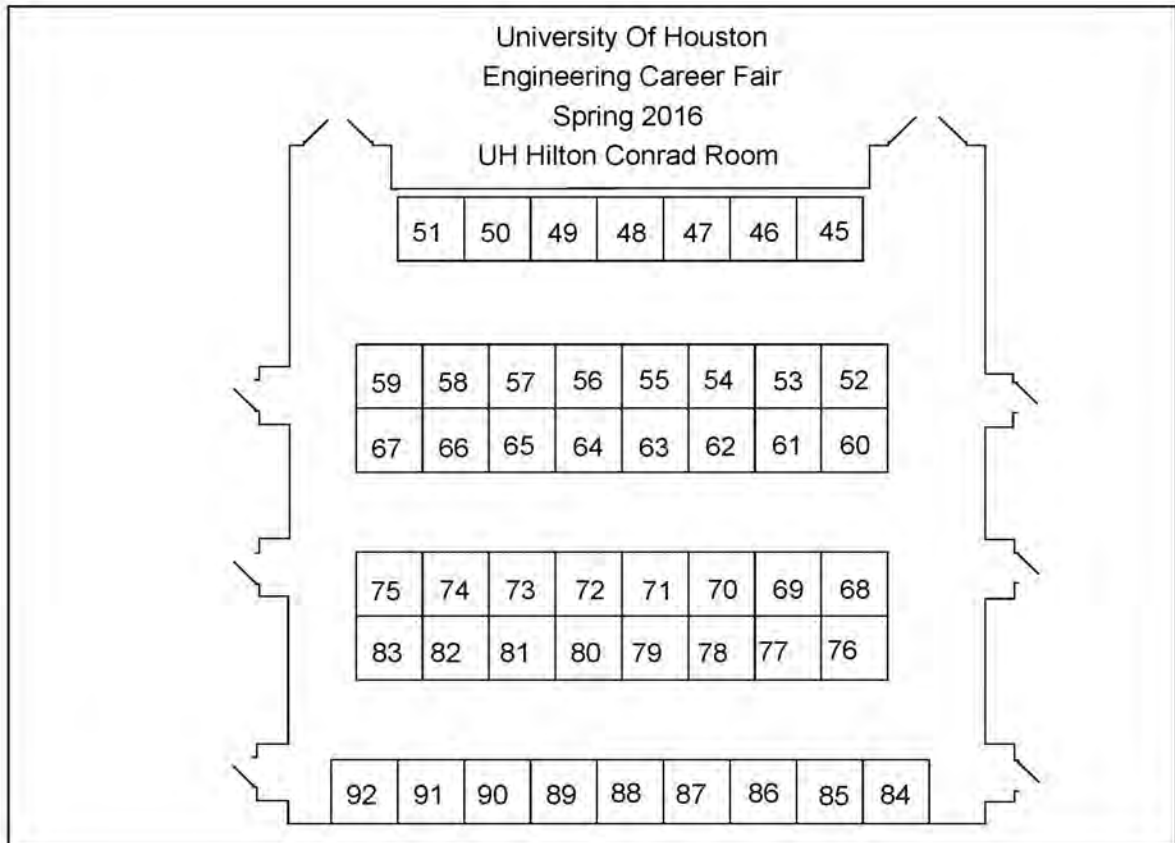 University Of Houston
Engineering Career Fair
Spring 2016
UH Hilton Conrad Room
51 50 49 48 47 46 45
59 58 57 56 55 54 53 52
67 66 65 64 63 62 61 60
75 74 73 72 71 70 69 68
83 82 81 80 79 78 77 76
92 91 90 89 88 87 86 85 84